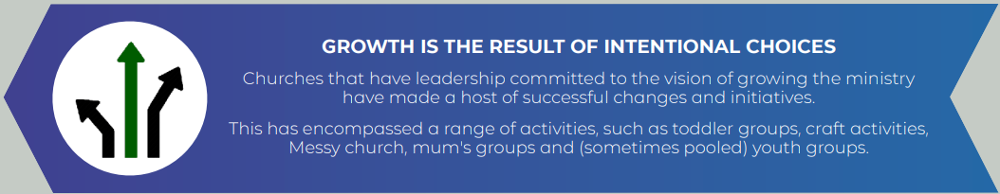 GROWTH IS THE RESULT OF INTENTIONAL CHOICES
Churches that have leadership committed to the vision of growing the ministry
have made a host of successful changes and initiatives.
This has encompassed a range of activities, such as toddler groups, craft activities,
Messy church, mum's groups and (sometimes pooled) youth groups.